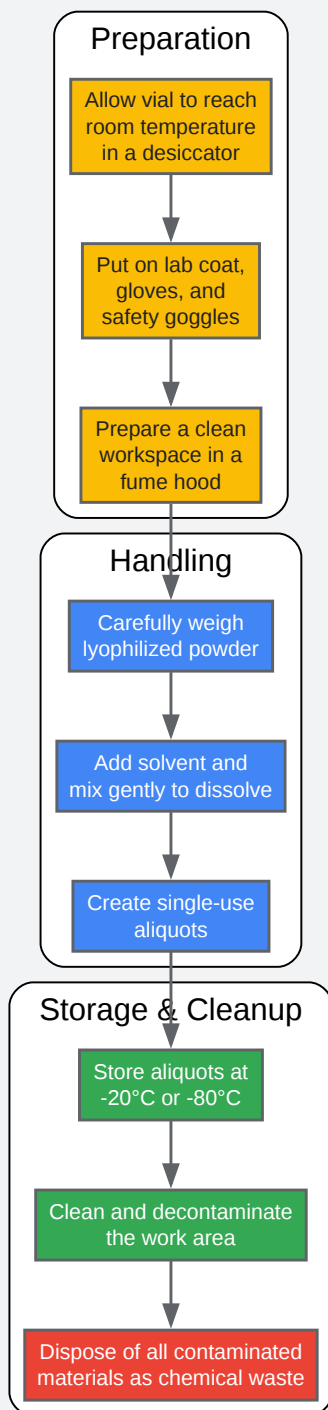 Preparation
Allow vial to reach
room temperature
in a desiccator
Put on lab coat,
gloves, and
safety goggles
Prepare a clean
workspace in a
fume hood
Handling
Carefully weigh
lyophilized powder
Add solvent and
mix gently to dissolve
Create single-use
aliquots
Storage & Cleanup
Store aliquots at
-20°C or -80°C
Clean and decontaminate
the work area
Dispose of all contaminated
materials as chemical waste